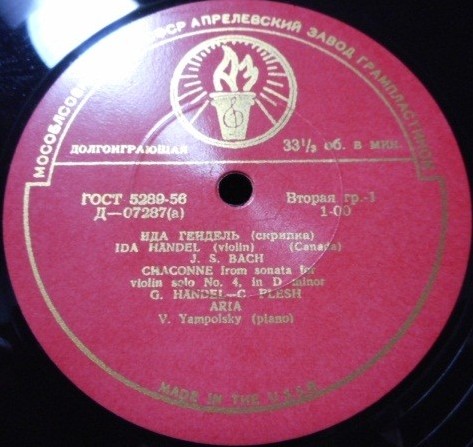 МОСОБЛСОВ СФСР АПРЕЛЕВСКИЙ ЗАВОД ГРАМПЛАСТИНОК
ДОЛГОИГРАЮЩАЯ 33⅓ об. в мин.
ГОСТ 5289-56 Вторая гр.-1
Д—07287(а) 1-00
ИДА ГЕНДЕЛЬ (скрипка)
IDA HANDEL (violin) (Canada)
J. S. BACH
CHACONNE from sonata for
violin solo No. 4, in D minor
G. HANDEL—C. FLESH
ARIA
V. Yampolsky (piano)
MADE IN THE U.S.S.R.